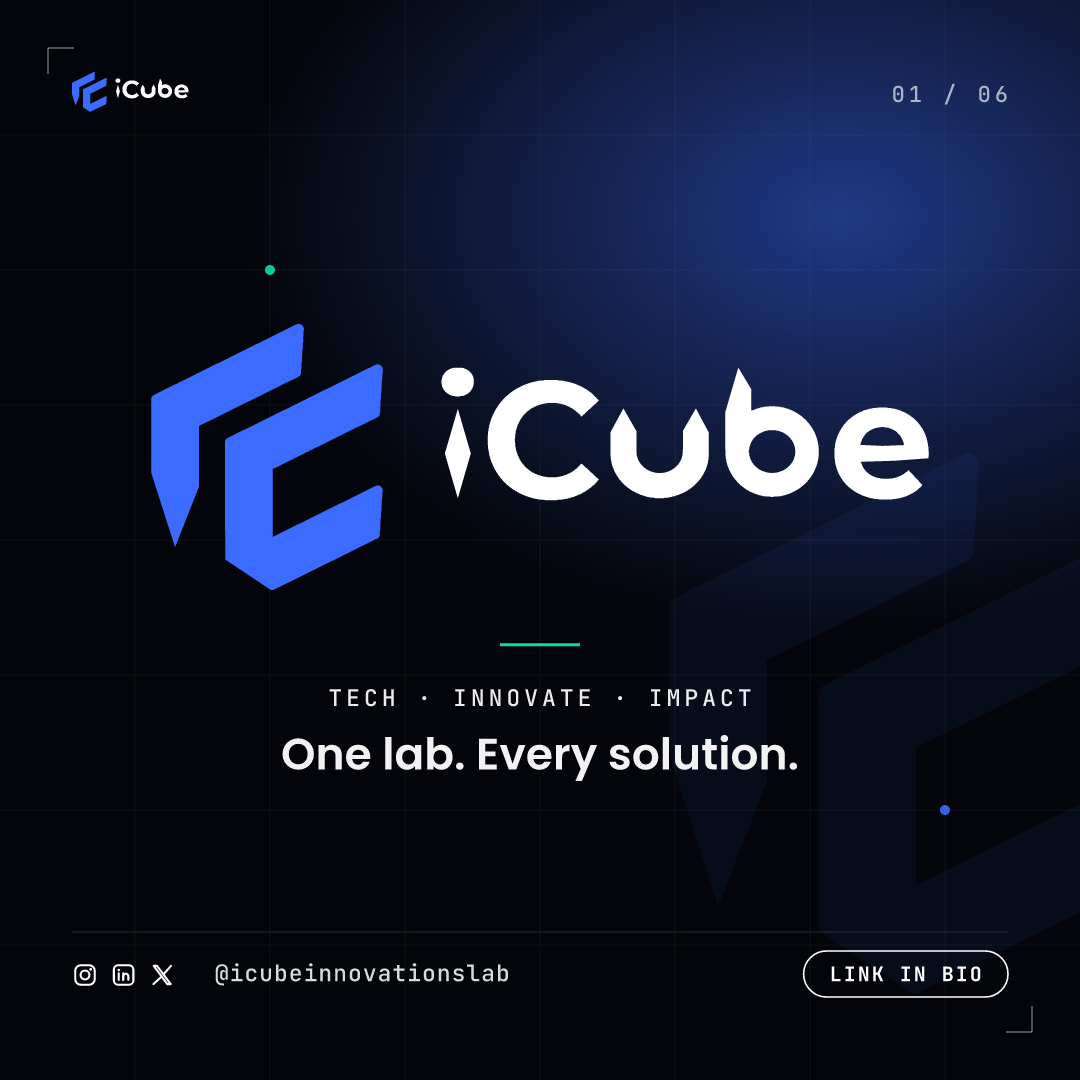 iCube
01 / 06
iCube
TECH · INNOVATE · IMPACT
One lab. Every solution.
@icubeinnovationslab
LINK IN BIO